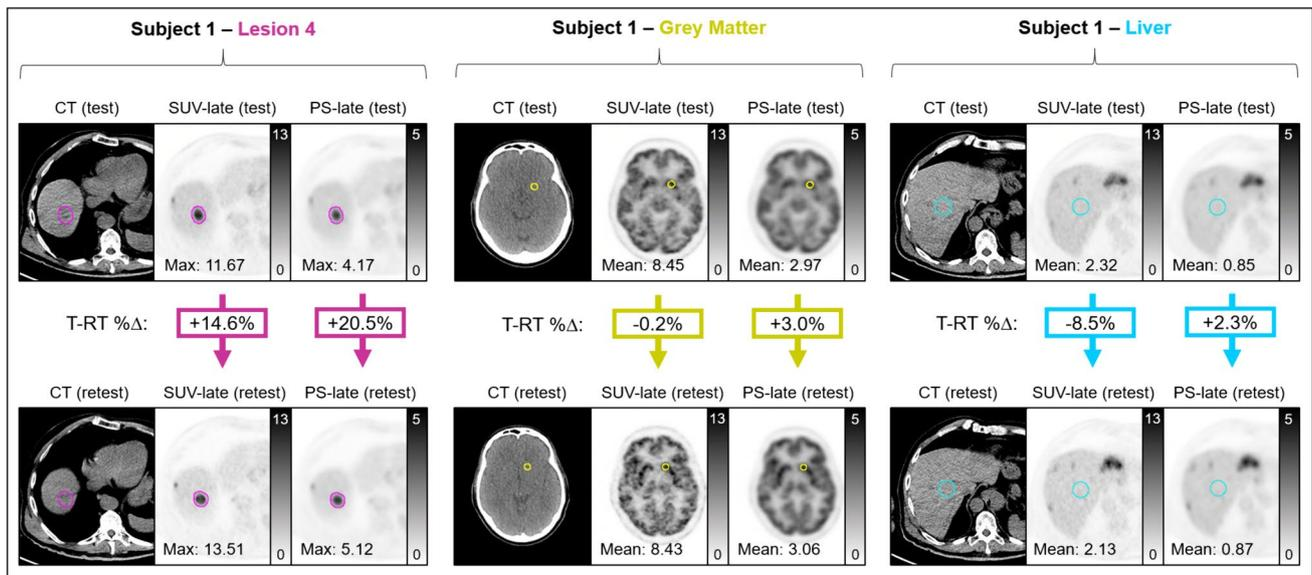 Subject 1 – Lesion 4
CT (test) SUV-late (test) PS-late (test)
13 5
Max: 11.67 0 Max: 4.17 0
T-RT %Δ: +14.6% +20.5%
CT (retest) SUV-late (retest) PS-late (retest)
13 5
Max: 13.51 0 Max: 5.12 0
Subject 1 – Grey Matter
CT (test) SUV-late (test) PS-late (test)
13 5
Mean: 8.45 0 Mean: 2.97 0
T-RT %Δ: -0.2% +3.0%
CT (retest) SUV-late (retest) PS-late (retest)
13 5
Mean: 8.43 0 Mean: 3.06 0
Subject 1 – Liver
CT (test) SUV-late (test) PS-late (test)
13 5
Mean: 2.32 0 Mean: 0.85 0
T-RT %Δ: -8.5% +2.3%
CT (retest) SUV-late (retest) PS-late (retest)
13 5
Mean: 2.13 0 Mean: 0.87 0